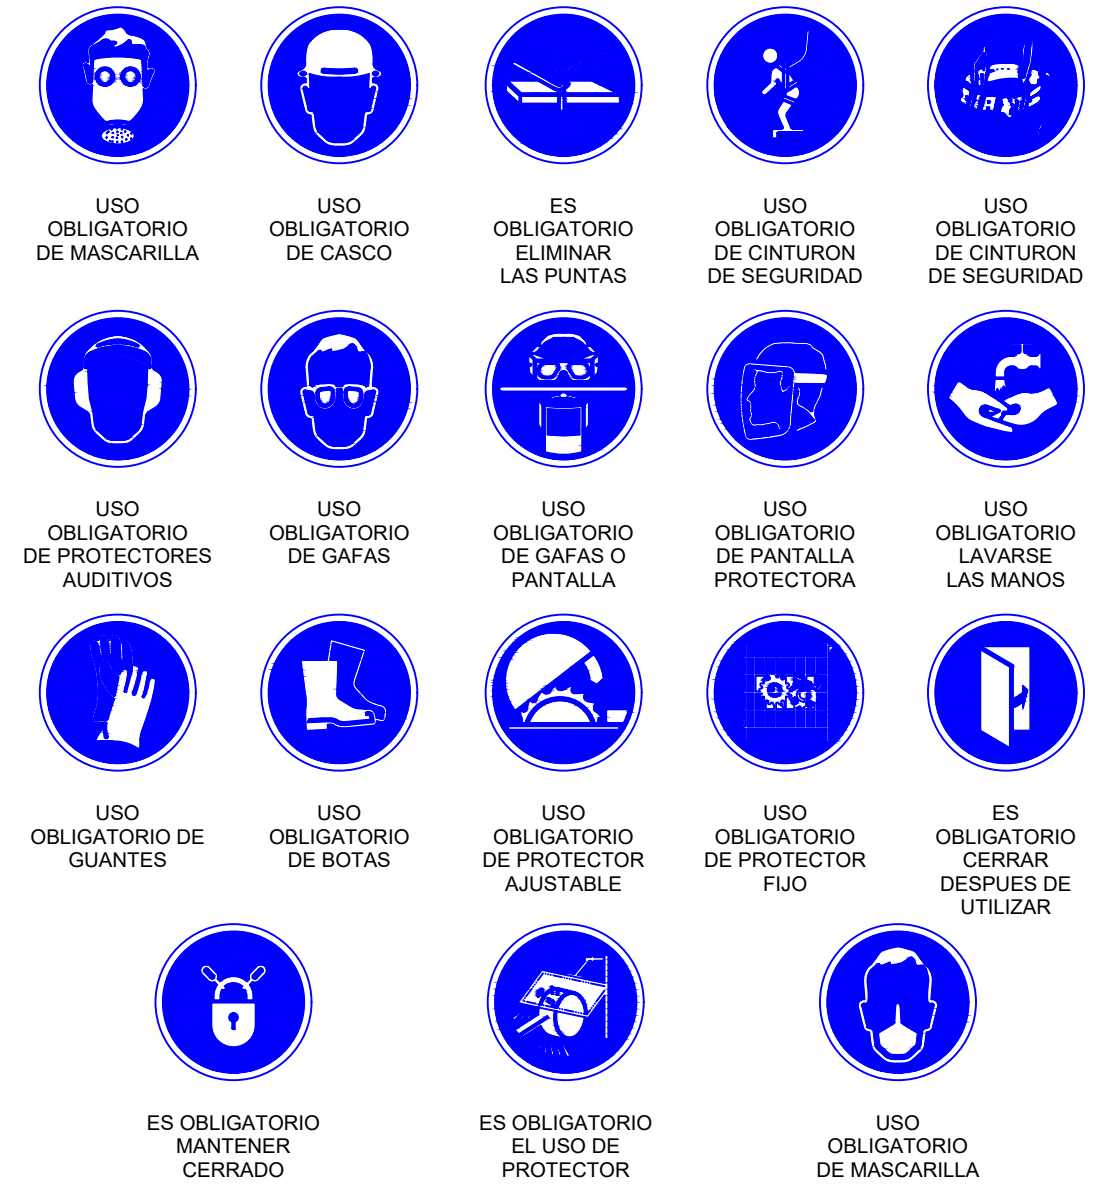 USO
OBLIGATORIO
DE MASCARILLA
USO
OBLIGATORIO
DE CASCO
ES
OBLIGATORIO
ELIMINAR
LAS PUNTAS
USO
OBLIGATORIO
DE CINTURON
DE SEGURIDAD
USO
OBLIGATORIO
DE CINTURON
DE SEGURIDAD
USO
OBLIGATORIO
DE PROTECTORES
AUDITIVOS
USO
OBLIGATORIO
DE GAFAS
USO
OBLIGATORIO
DE GAFAS O
PANTALLA
USO
OBLIGATORIO
DE PANTALLA
PROTECTORA
USO
OBLIGATORIO
LAVARSE
LAS MANOS
USO
OBLIGATORIO DE
GUANTES
USO
OBLIGATORIO
DE BOTAS
USO
OBLIGATORIO
DE PROTECTOR
AJUSTABLE
USO
OBLIGATORIO
DE PROTECTOR
FIJO
ES
OBLIGATORIO
CERRAR
DESPUES DE
UTILIZAR
ES OBLIGATORIO
MANTENER
CERRADO
ES OBLIGATORIO
EL USO DE
PROTECTOR
USO
OBLIGATORIO
DE MASCARILLA